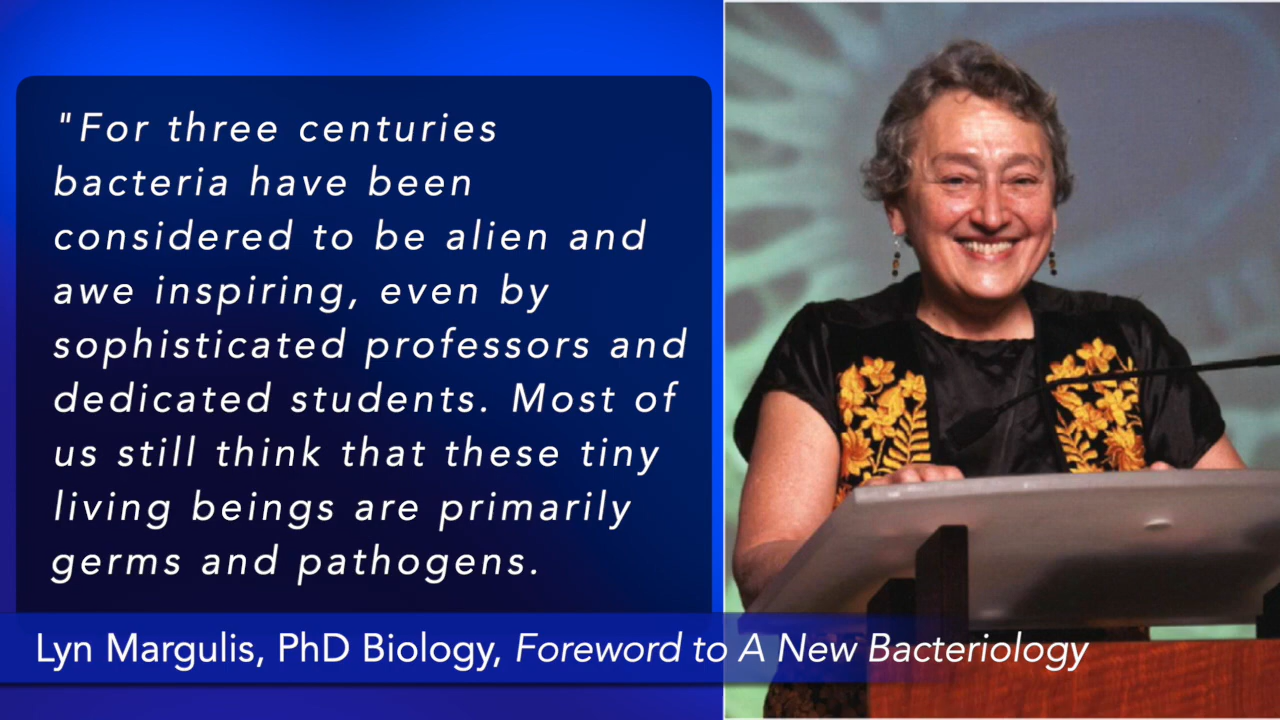 "For three centuries
bacteria have been
considered to be alien and
awe inspiring, even by
sophisticated professors and
dedicated students. Most of
us still think that these tiny
living beings are primarily
germs and pathogens.
Lyn Margulis, PhD Biology, Foreword to A New Bacteriology